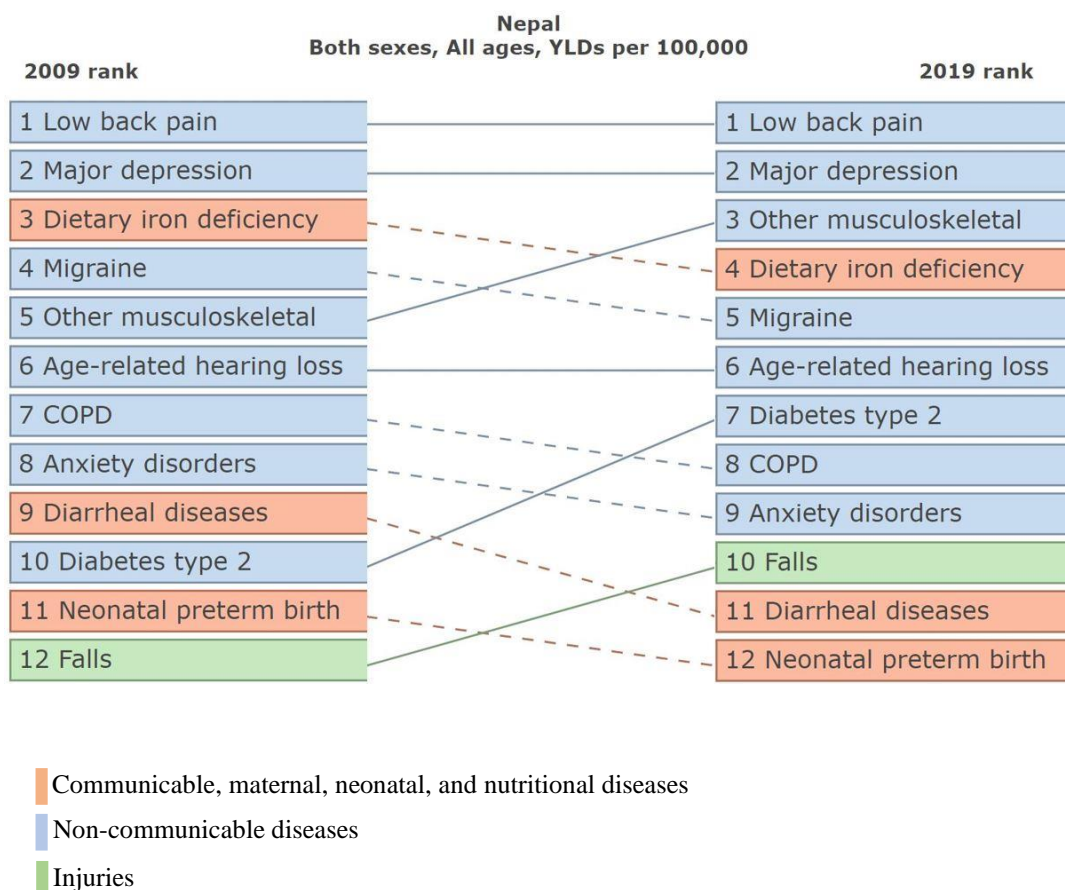 Nepal
Both sexes, All ages, YLDs per 100,000
2009 rank
2019 rank
1 Low back pain
2 Major depression
3 Dietary iron deficiency
4 Migraine
5 Other musculoskeletal
6 Age-related hearing loss
7 COPD
8 Anxiety disorders
9 Diarrheal diseases
10 Diabetes type 2
11 Neonatal preterm birth
12 Falls
1 Low back pain
2 Major depression
3 Other musculoskeletal
4 Dietary iron deficiency
5 Migraine
6 Age-related hearing loss
7 Diabetes type 2
8 COPD
9 Anxiety disorders
10 Falls
11 Diarrheal diseases
12 Neonatal preterm birth
Communicable, maternal, neonatal, and nutritional diseases
Non-communicable diseases
Injuries